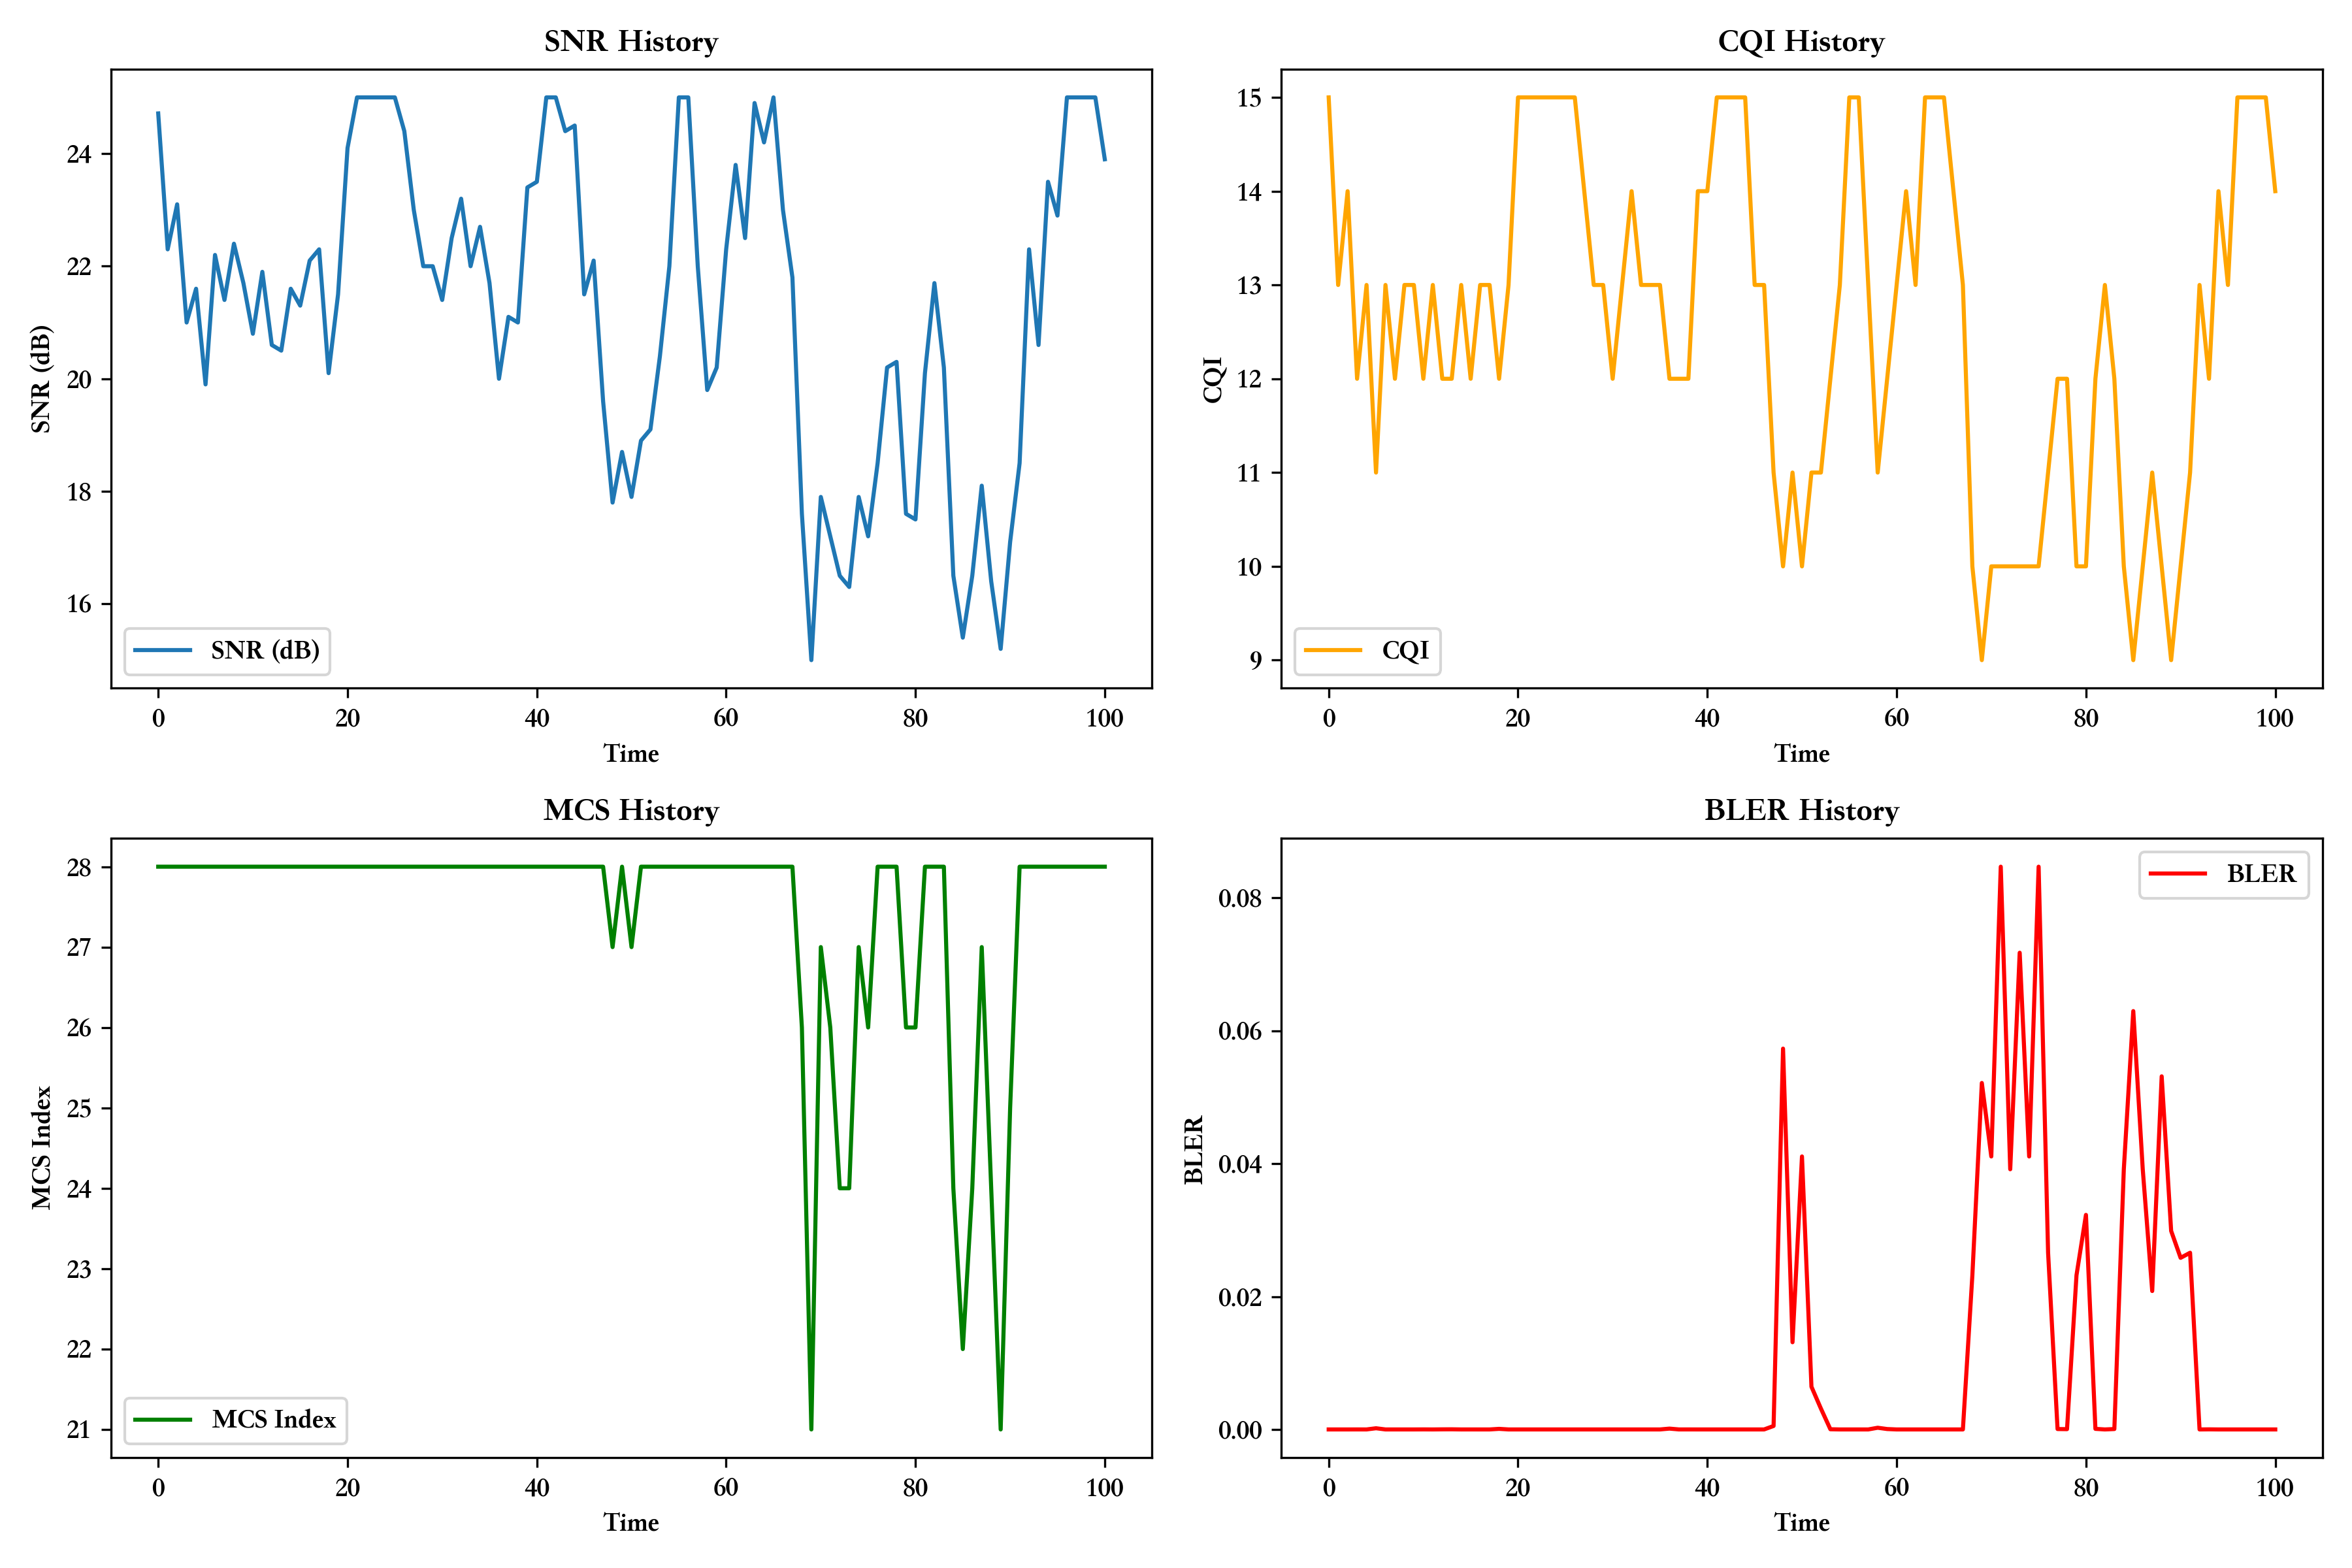 SNR History
SNR (dB)
24
22
20
18
16
0 20 40 60 80 100
Time
SNR (dB)
CQI History
CQI
15
14
13
12
11
10
9
0 20 40 60 80 100
Time
CQI
MCS History
MCS Index
28
27
26
25
24
23
22
21
0 20 40 60 80 100
Time
MCS Index
BLER History
BLER
0.08
0.06
0.04
0.02
0.00
0 20 40 60 80 100
Time
BLER